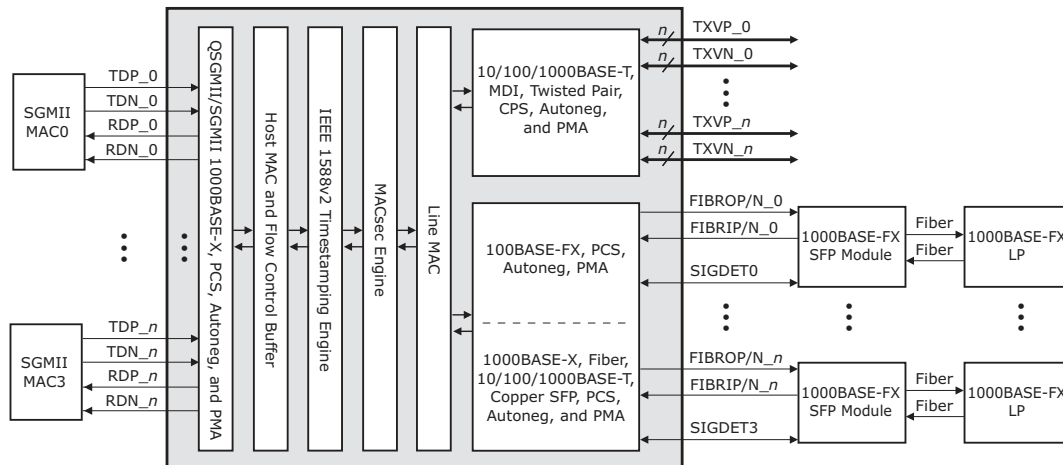 SGMII
MAC0
TDP_0
TDN_0
RDP_0
RDN_0
SGMII
MAC3
TDP_n
TDN_n
RDP_n
RDN_n
QSGMII/SGMII 1000BASE-X, PCS, Autoneg, and PMA
Host MAC and Flow Control Buffer
IEEE 1588v2 Timestamping Engine
MACsec Engine
Line MAC
10/100/1000BASE-T,
MDI, Twisted Pair,
CPS, Autoneg,
and PMA
n
TXVP_0
n
TXVN_0
n
TXVP_n
n
TXVN_n
100BASE-FX, PCS,
Autoneg, PMA
1000BASE-X, Fiber,
10/100/1000BASE-T,
Copper SFP, PCS,
Autoneg, and PMA
FIBROP/N_0
FIBRIP/N_0
SIGDET0
1000BASE-FX
SFP Module
Fiber
Fiber
1000BASE-FX
LP
FIBROP/N_n
FIBRIP/N_n
SIGDET3
1000BASE-FX
SFP Module
Fiber
Fiber
1000BASE-FX
LP